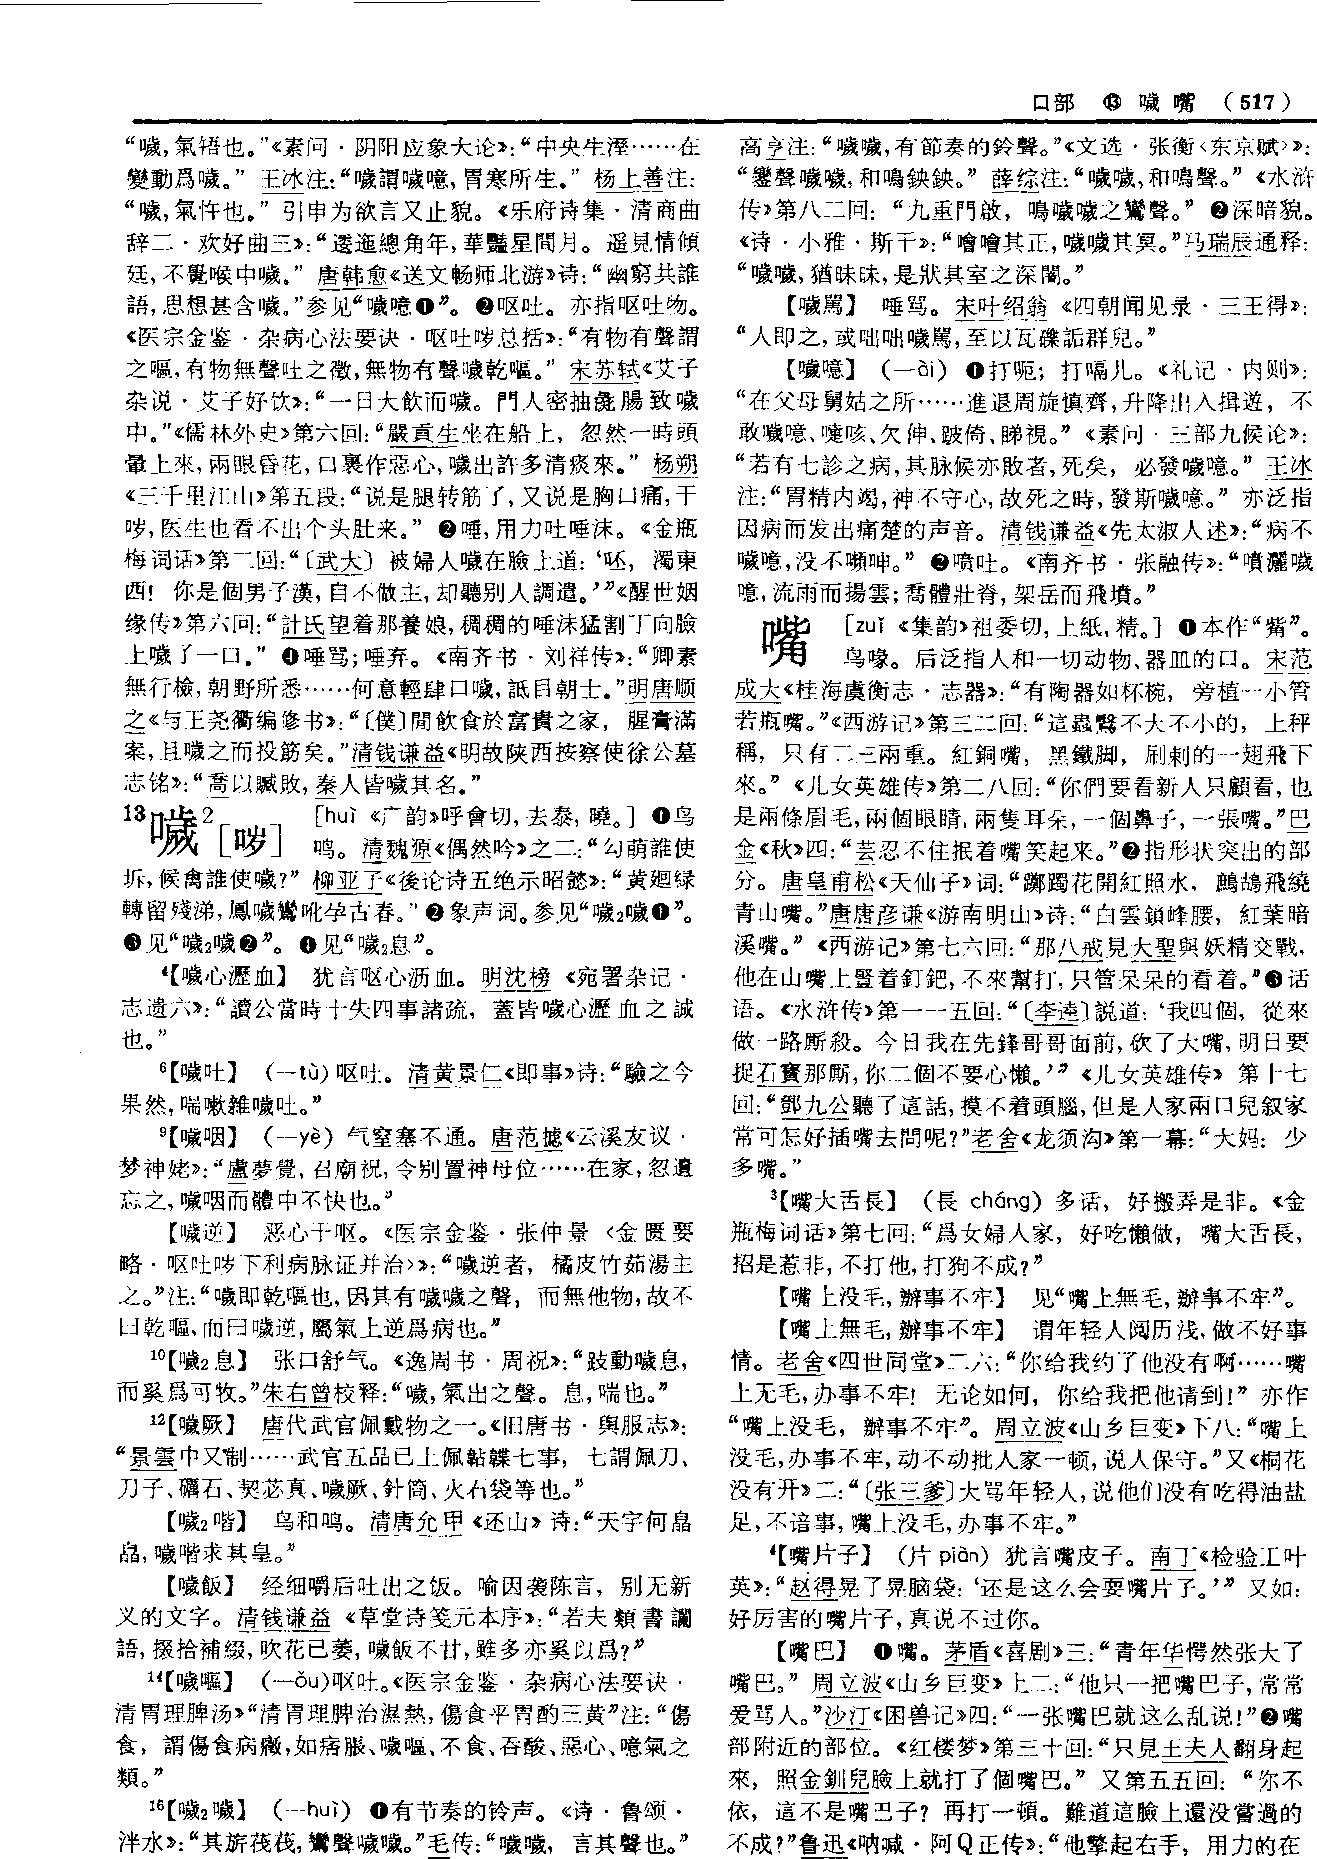 口部 ⓭ 噦 嘴 （517）
“噦，氣牾也。”《素问·阴阳应象大论》：“中央生溼……在
變動爲噦。” 王冰注：“噦謂噦噫，胃寒所生。” 杨上善注：
“噦，氣忤也。” 引申为欲言又止貌。《乐府诗集·清商曲
辞二·欢好曲三》：“逶迤總角年，華豔星間月。遥見情傾
廷，不覺喉中噦。” 唐韩愈《送文畅师北游》诗：“幽窮共誰
語，思想甚含噦。”参见“噦噫❶”。 ❷呕吐。亦指呕吐物。
《医宗金鉴·杂病心法要诀·呕吐哕总括》：“有物有聲謂
之嘔，有物無聲吐之徵，無物有聲噦乾嘔。” 宋苏轼《艾子
杂说·艾子好饮》：“一日大飲而噦。門人密抽彘腸致噦
中。”《儒林外史》第六回：“嚴貢生坐在船上，忽然一時頭
暈上來，兩眼昏花，口裏作惡心，噦出許多清痰來。” 杨朔
《三千里江山》第五段：“说是腿转筋了，又说是胸口痛，干
哕，医生也看不出个头肚来。” ❷唾，用力吐唾沫。《金瓶
梅词话》第二回：“〔武大〕被婦人噦在臉上道：‘呸，濁東
西！你是個男子漢，自不做主，却聽别人調遣。’”《醒世姻
缘传》第六回：“計氏望着那養娘，稠稠的唾沫猛割丁向臉
上噦了一口。” ❹唾骂；唾弃。《南齐书·刘祥传》：“卿素
無行檢，朝野所悉……何意輕肆口噦，詆目朝士。”明唐顺
之《与王尧衢编修书》：“〔僕〕間飲食於富貴之家，腥膏滿
案，且噦之而投筯矣。”清钱谦益《明故陕西按察使徐公墓
志铭》：“喬以贓敗，秦人皆噦其名。”
13噦2［哕］ ［huì《广韵》呼會切，去泰，曉。］ ❶鸟
鸣。清魏源《偶然吟》之二：“勾萌誰使
坼，候禽誰使噦？” 柳亚子《後论诗五绝示昭懿》：“黄廻緑
轉留殘涕，鳳噦鸞吪孕古春。” ❷象声词。参见“噦2噦❶”。
❸见“噦2噦❷”。 ❹见“噦2息”。
4【噦心瀝血】 犹言呕心沥血。明沈榜《宛署杂记·
志遗六》：“讀公當時十失四事諸疏，蓋皆噦心瀝血之誠
也。”
6【噦吐】（一tù）呕吐。清黄景仁《即事》诗：“驗之今
果然，喘嗽雜噦吐。”
9【噦咽】（一yè）气窒塞不通。唐范摅《云溪友议·
梦神姥》：“盧夢覺，召廟祝，令别置神母位……在家，忽遺
忘之，噦咽而體中不快也。”
【噦逆】 恶心干呕。《医宗金鉴·张仲景〈金匮要
略·呕吐哕下利病脉证并治〉》：“噦逆者，橘皮竹茹湯主
之。”注：“噦即乾嘔也，因其有噦噦之聲，而無他物，故不
曰乾嘔、而曰噦逆，屬氣上逆爲病也。”
10【噦2息】 张口舒气。《逸周书·周祝》：“跂動噦息，
而奚爲可牧。”朱右曾校释：“噦，氣出之聲。息，喘也。”
12【噦厥】 唐代武官佩戴物之一。《旧唐书·舆服志》：
“景雲中又制……武官五品已上佩軲韘七事，七謂佩刀、
刀子、礪石、契苾真、噦厥、針筒、火石袋等也。”
【噦2喈】 鸟和鸣。清唐允甲《还山》诗：“天宇何皛
皛，噦喈求其皇。”
【噦飯】 经细嚼后吐出之饭。喻因袭陈言，别无新
义的文字。清钱谦益《草堂诗笺元本序》：“若夫類書讕
語，掇拾補缀，吹花已萎，噦飯不甘，雖多亦奚以爲？”
14【噦嘔】（一ǒu）呕吐。《医宗金鉴·杂病心法要诀·
清胃理脾汤》“清胃理脾治濕熱，傷食平胃酌三黄”注：“傷
食，謂傷食病癥，如痞脹、噦嘔、不食、吞酸、惡心、噫氣之
類。”
16【噦2噦】（一huì） ❶有节奏的铃声。《诗·鲁颂·
泮水》：“其旂茷茷，鸞聲噦噦。”毛传：“噦噦，言其聲也。”
高亨注：“噦噦，有節奏的鈴聲。”《文选·张衡〈东京赋〉》：
“鑾聲噦噦，和鳴鉠鉠。” 薛综注：“噦噦，和鳴聲。”《水浒
传》第八二回：“九重門啟，鳴噦噦之鸞聲。” ❷深暗貌。
《诗·小雅·斯干》：“噲噲其正，噦噦其冥。”马瑞辰通释：
“噦噦，猶昧昧，是狀其室之深闇。”
【噦駡】 唾骂。宋叶绍翁《四朝闻见录·三王得》：
“人即之，或咄咄噦駡，至以瓦礫詬群兒。”
【噦噫】（一ài） ❶打呃；打嗝儿。《礼记·内则》：
“在父母舅姑之所……進退周旋慎齊，升降出入揖遊，不
敢噦噫、嚏咳、欠伸、跛倚、睇視。”《素问·三部九候论》：
“若有七診之病，其脉候亦敗者，死矣，必發噦噫。” 王冰
注：“胃精内竭，神不守心，故死之時，發斯噦噫。” 亦泛指
因病而发出痛楚的声音。清钱谦益《先太淑人述》：“病不
噦噫，没不嚬呻。” ❷喷吐。《南齐书·张融传》：“噴灑噦
噫，流雨而揚雲；喬體壯脊，架岳而飛墳。”
嘴 ［zuǐ《集韵》祖委切，上纸，精。］ ❶本作“觜”。
鸟喙。后泛指人和一切动物、器皿的口。宋范
成大《桂海虞衡志·志器》：“有陶器如杯椀，旁植一小管
若瓶嘴。”《西游记》第三二回：“這蟲鷖不大不小的，上秤
稱，只有二三兩重。紅銅嘴，黑鐵脚，刷剌的一翅飛下
來。”《儿女英雄传》第二八回：“你們要看新人只顧看，也
是兩條眉毛，兩個眼睛，兩隻耳朵，一個鼻子，一張嘴。”巴
金《秋》四：“芸忍不住抿着嘴笑起来。”❷指形状突出的部
分。唐皇甫松《天仙子》词：“躑躅花開紅照水，鷓鴣飛繞
青山嘴。”唐唐彦谦《游南明山》诗：“白雲鎖峰腰，紅葉暗
溪嘴。”《西游记》第七六回：“那八戒見大聖與妖精交戰，
他在山嘴上豎着釘鈀，不來幫打，只管呆呆的看着。”❸话
语。《水浒传》第一一五回：“〔李逵〕説道：‘我四個，從來
做一路厮殺。今日我在先鋒哥哥面前，砍了大嘴，明日要
捉石寶那厮，你二個不要心懶。’”《儿女英雄传》第十七
回：“鄧九公聽了這話，摸不着頭腦，但是人家兩口兒叙家
常可怎好插嘴去問呢？”老舍《龙须沟》第一幕：“大妈：少
多嘴。”
3【嘴大舌長】（長 cháng）多话，好搬弄是非。《金
瓶梅词话》第七回：“爲女婦人家，好吃懶做，嘴大舌長，
招是惹非，不打他，打狗不成？”
【嘴上没毛，辦事不牢】 见“嘴上無毛，辦事不牢”。
【嘴上無毛，辦事不牢】 谓年轻人阅历浅，做不好事
情。老舍《四世同堂》二六：“你给我约了他没有啊……嘴
上无毛，办事不牢！无论如何，你给我把他请到！” 亦作
“嘴上没毛，辦事不牢”。周立波《山乡巨变》下八：“嘴上
没毛，办事不牢，动不动批人家一顿，说人保守。”又《桐花
没有开》二：“〔张三爹〕大骂年轻人，说他们没有吃得油盐
足，不谙事，嘴上没毛，办事不牢。”
4【嘴片子】（片 piàn）犹言嘴皮子。南丁《检验工叶
英》：“赵得晃了晃脑袋：‘还是这么会耍嘴片子。’” 又如：
好厉害的嘴片子，真说不过你。
【嘴巴】 ❶嘴。茅盾《喜剧》三：“青年华愕然张大了
嘴巴。” 周立波《山乡巨变》上二：“他只一把嘴巴子，常常
爱骂人。”沙汀《困兽记》四：“一张嘴巴就这么乱说！”❷嘴
部附近的部位。《红楼梦》第三十回：“只見王夫人翻身起
來，照金釧兒臉上就打了個嘴巴。” 又第五五回：“你不
依，這不是嘴巴子？再打一頓。難道這臉上還没嘗過的
不成？”鲁迅《呐喊·阿Q正传》：“他擎起右手，用力的在